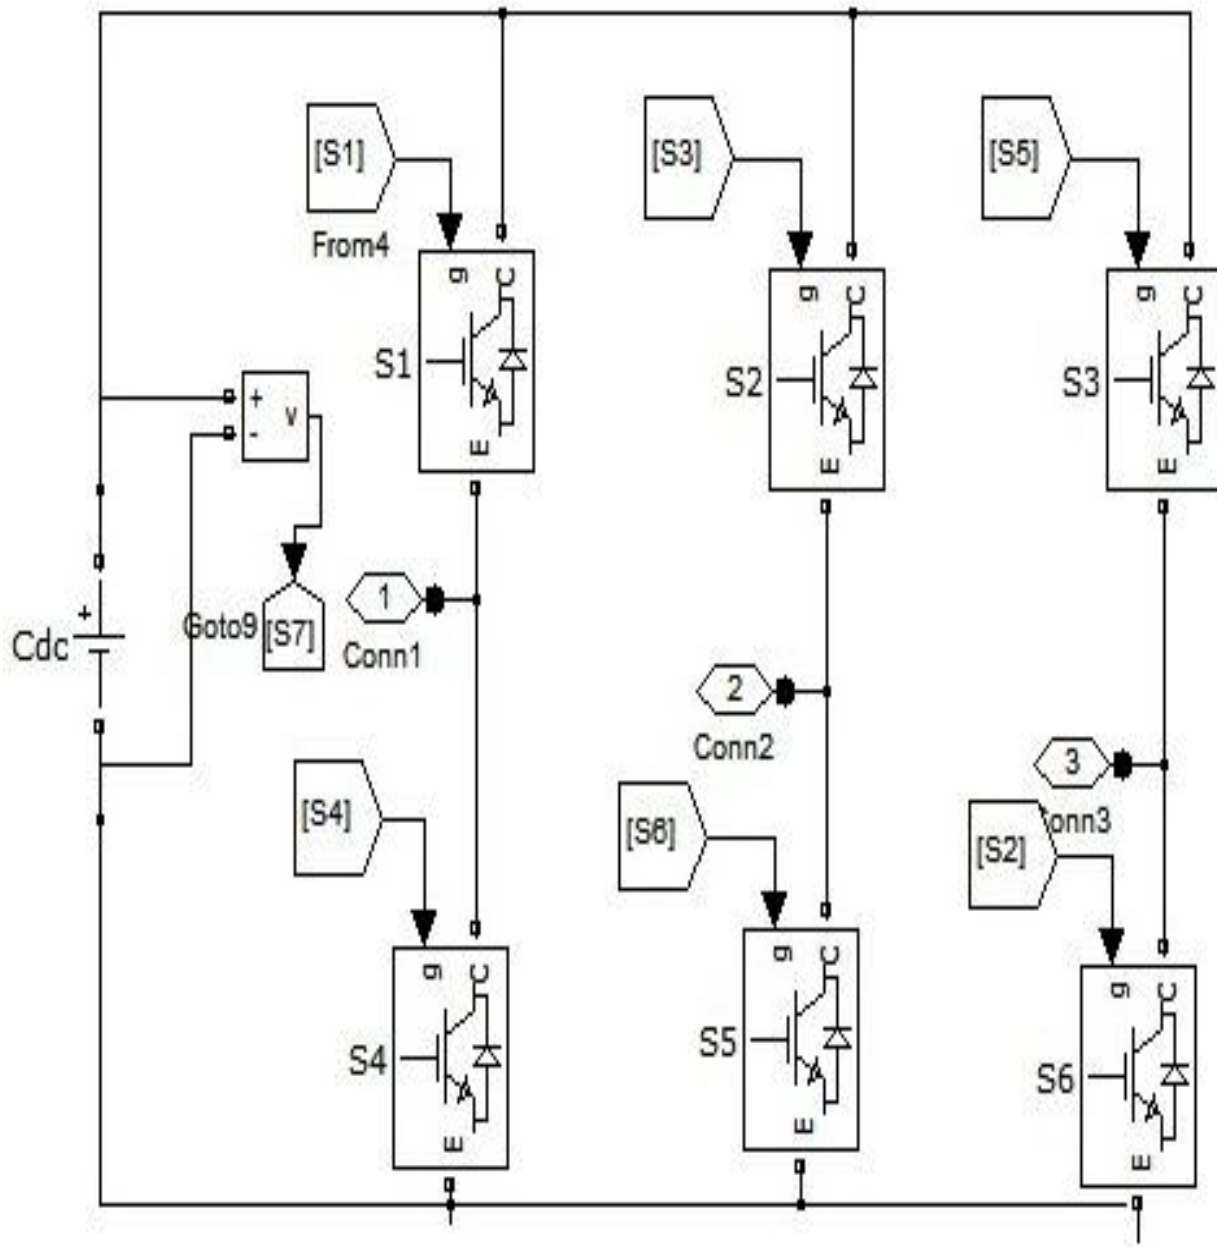 [S1]
[S3]
[S5]
From4
g C
g C
g C
S1
S2
S3
E
E
E
+
-
v
+
Cdc
Goto9
[S7]
1
Conn1
2
Conn2
3
onn3
[S4]
[S6]
[S2]
g C
g C
g C
S4
S5
S6
E
E
E